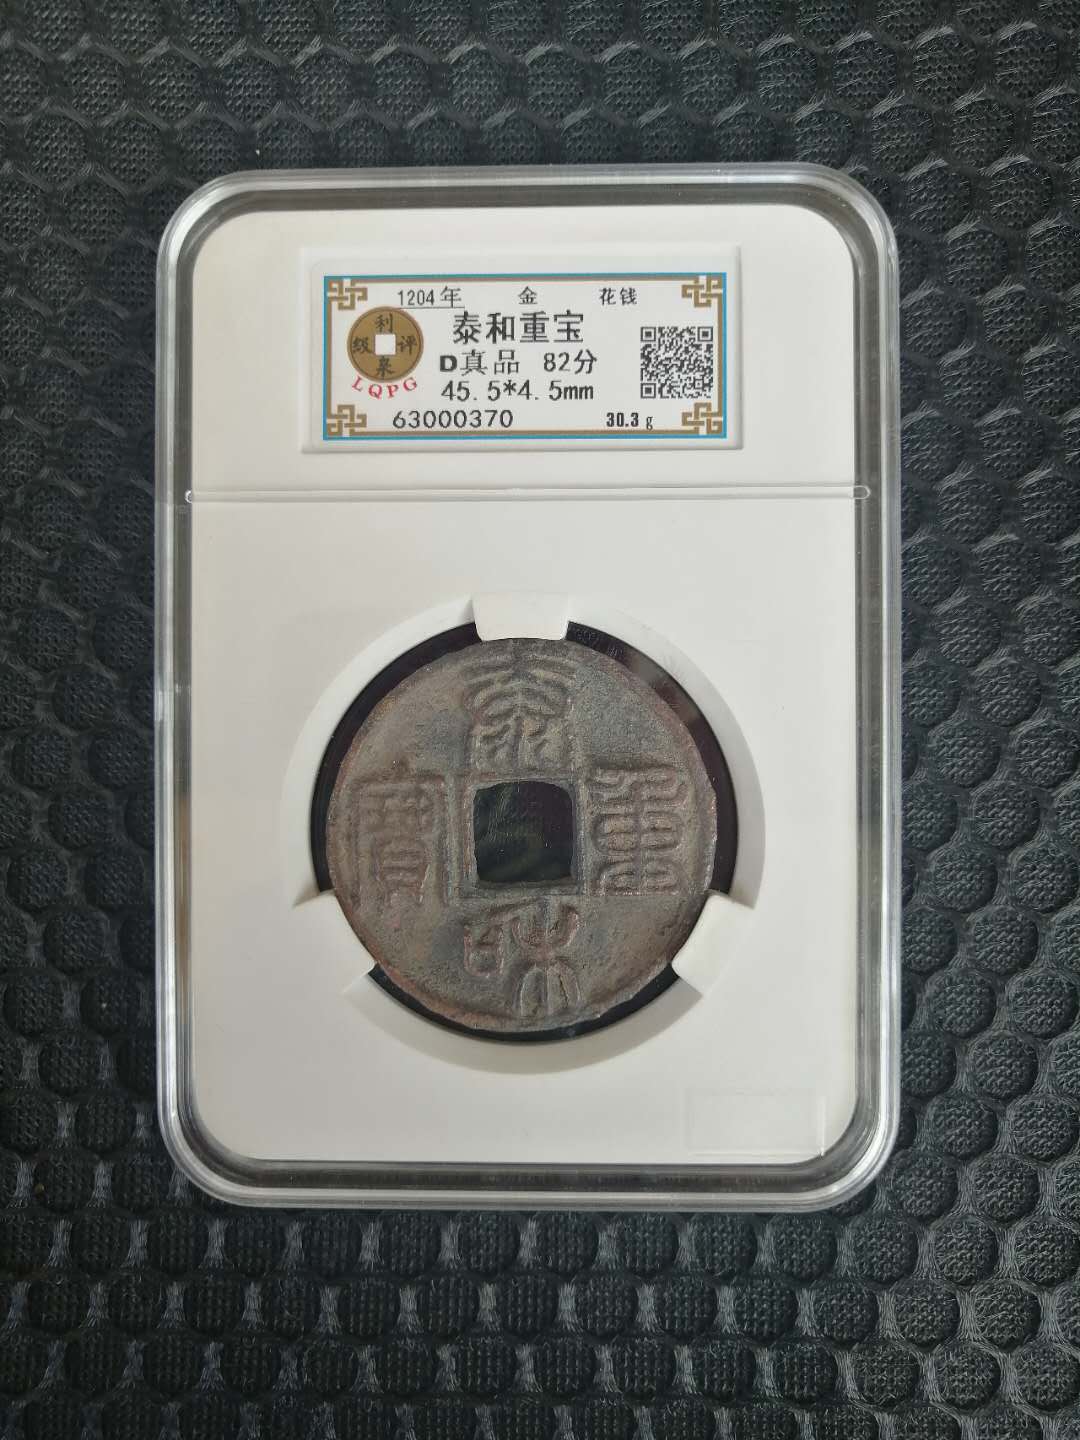 1204年 金 花钱
泰和重宝
利泉评级
LQPG
D真品 82分
45.5*4.5mm
63000370 30.3 g
泰和重寶